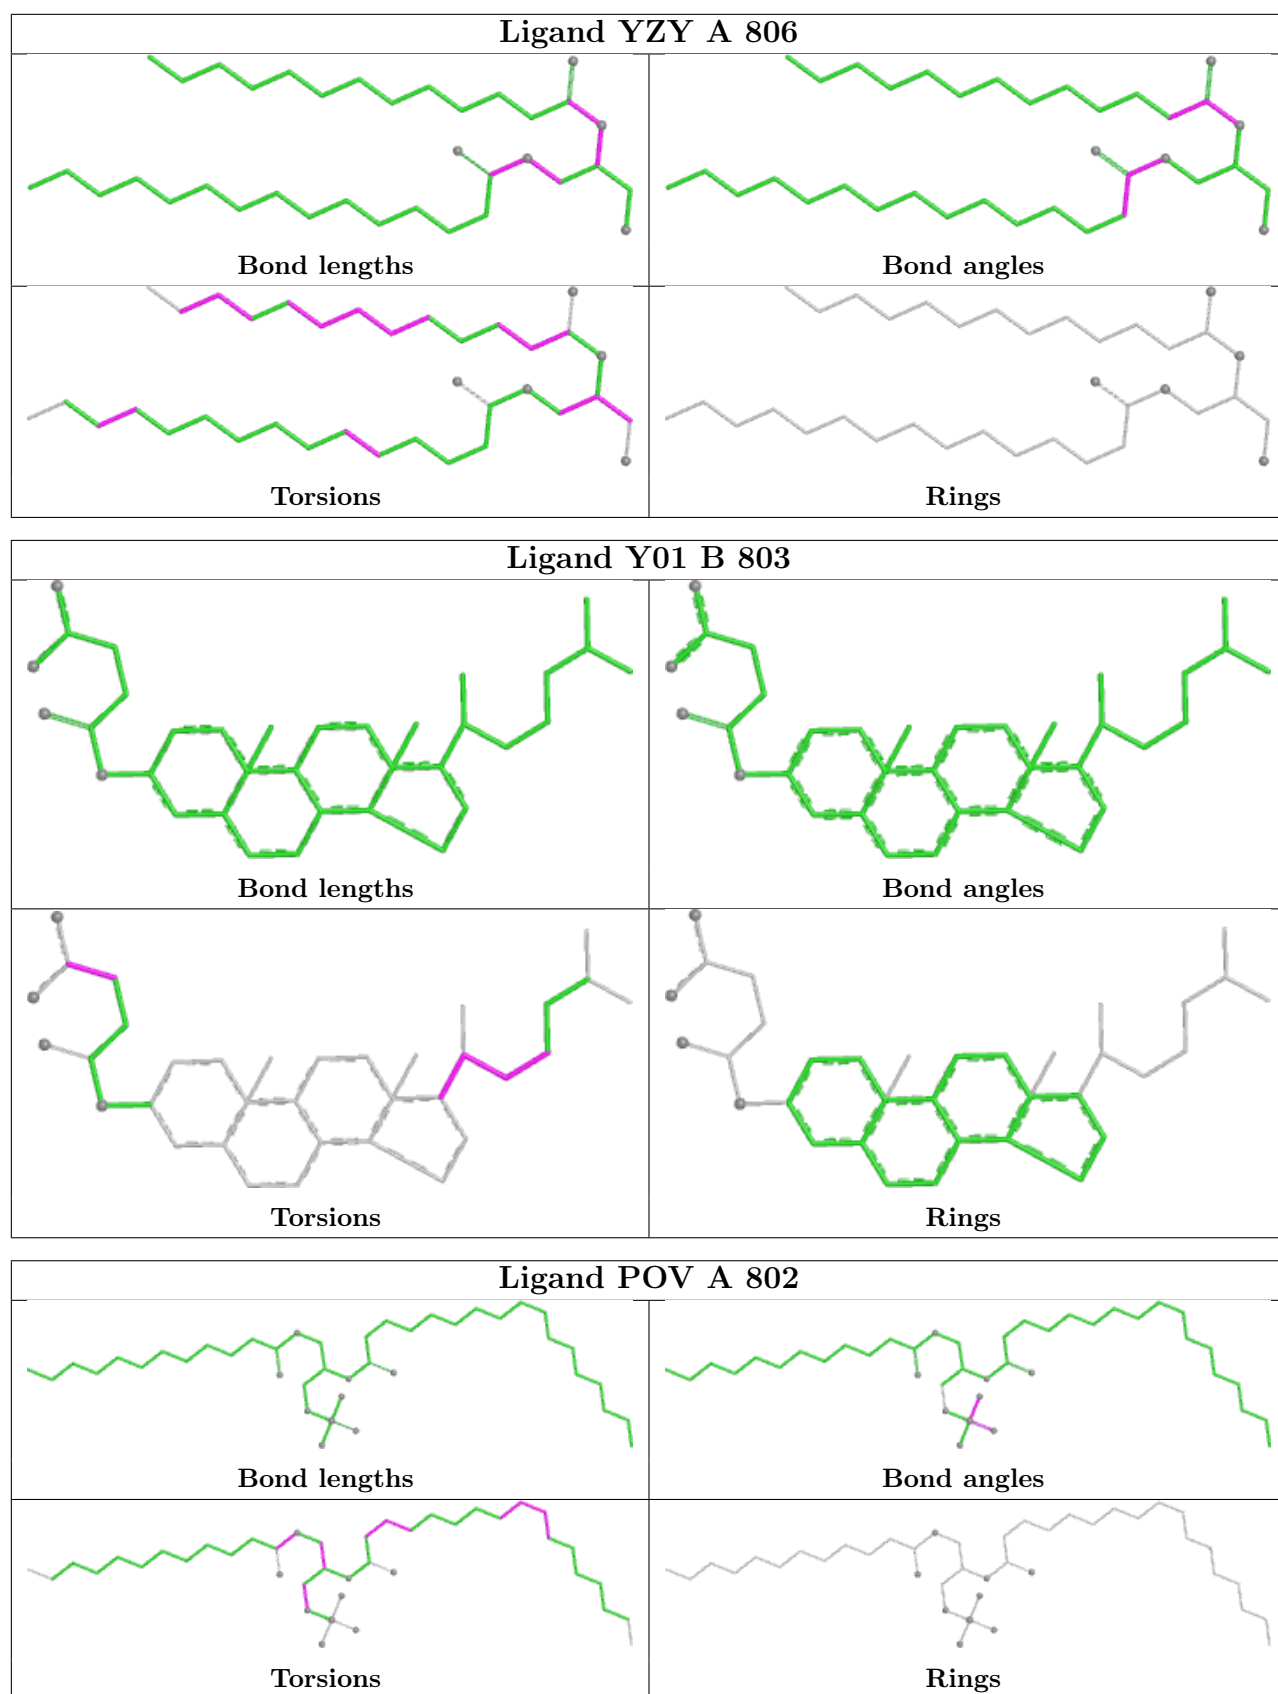 Ligand YZY A 806
Bond lengths
Bond angles
Torsions
Rings
Ligand Y01 B 803
Bond lengths
Bond angles
Torsions
Rings
Ligand POV A 802
Bond lengths
Bond angles
Torsions
Rings